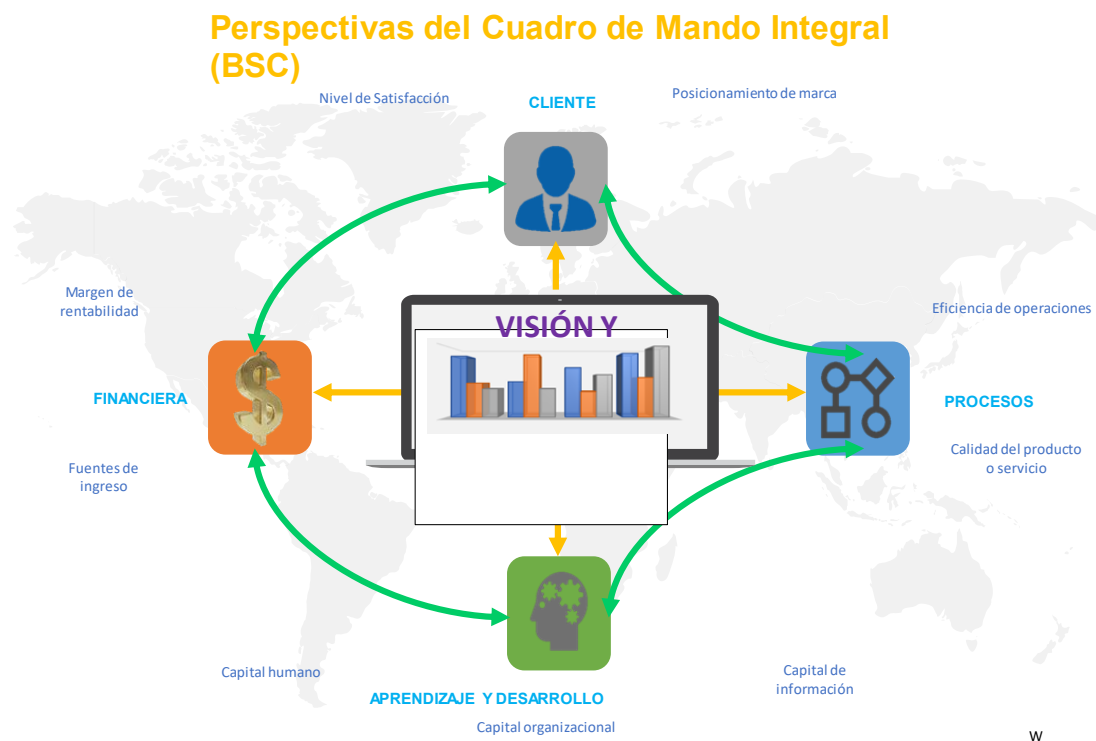 Perspectivas del Cuadro de Mando Integral
(BSC)
Nivel de Satisfacción
CLIENTE
Posicionamiento de marca
Margen de
rentabilidad
Eficiencia de operaciones
VISIÓN Y
FINANCIERA
PROCESOS
Fuentes de
ingreso
Calidad del producto
o servicio
Capital humano
Capital de
información
APRENDIZAJE Y DESARROLLO
Capital organizacional
W